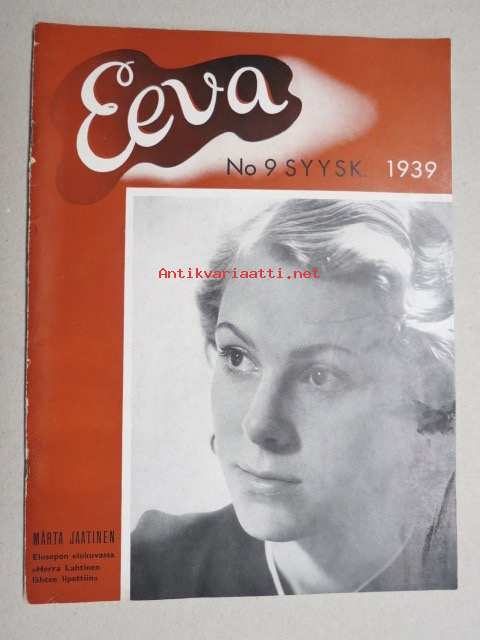 Eeva
No 9 SYYSK. 1939
Antikvariaatti.net
MÄRTA JAATINEN
Elosepon elokuvassa
»Herra Lahtinen
lähtee lipettiin»